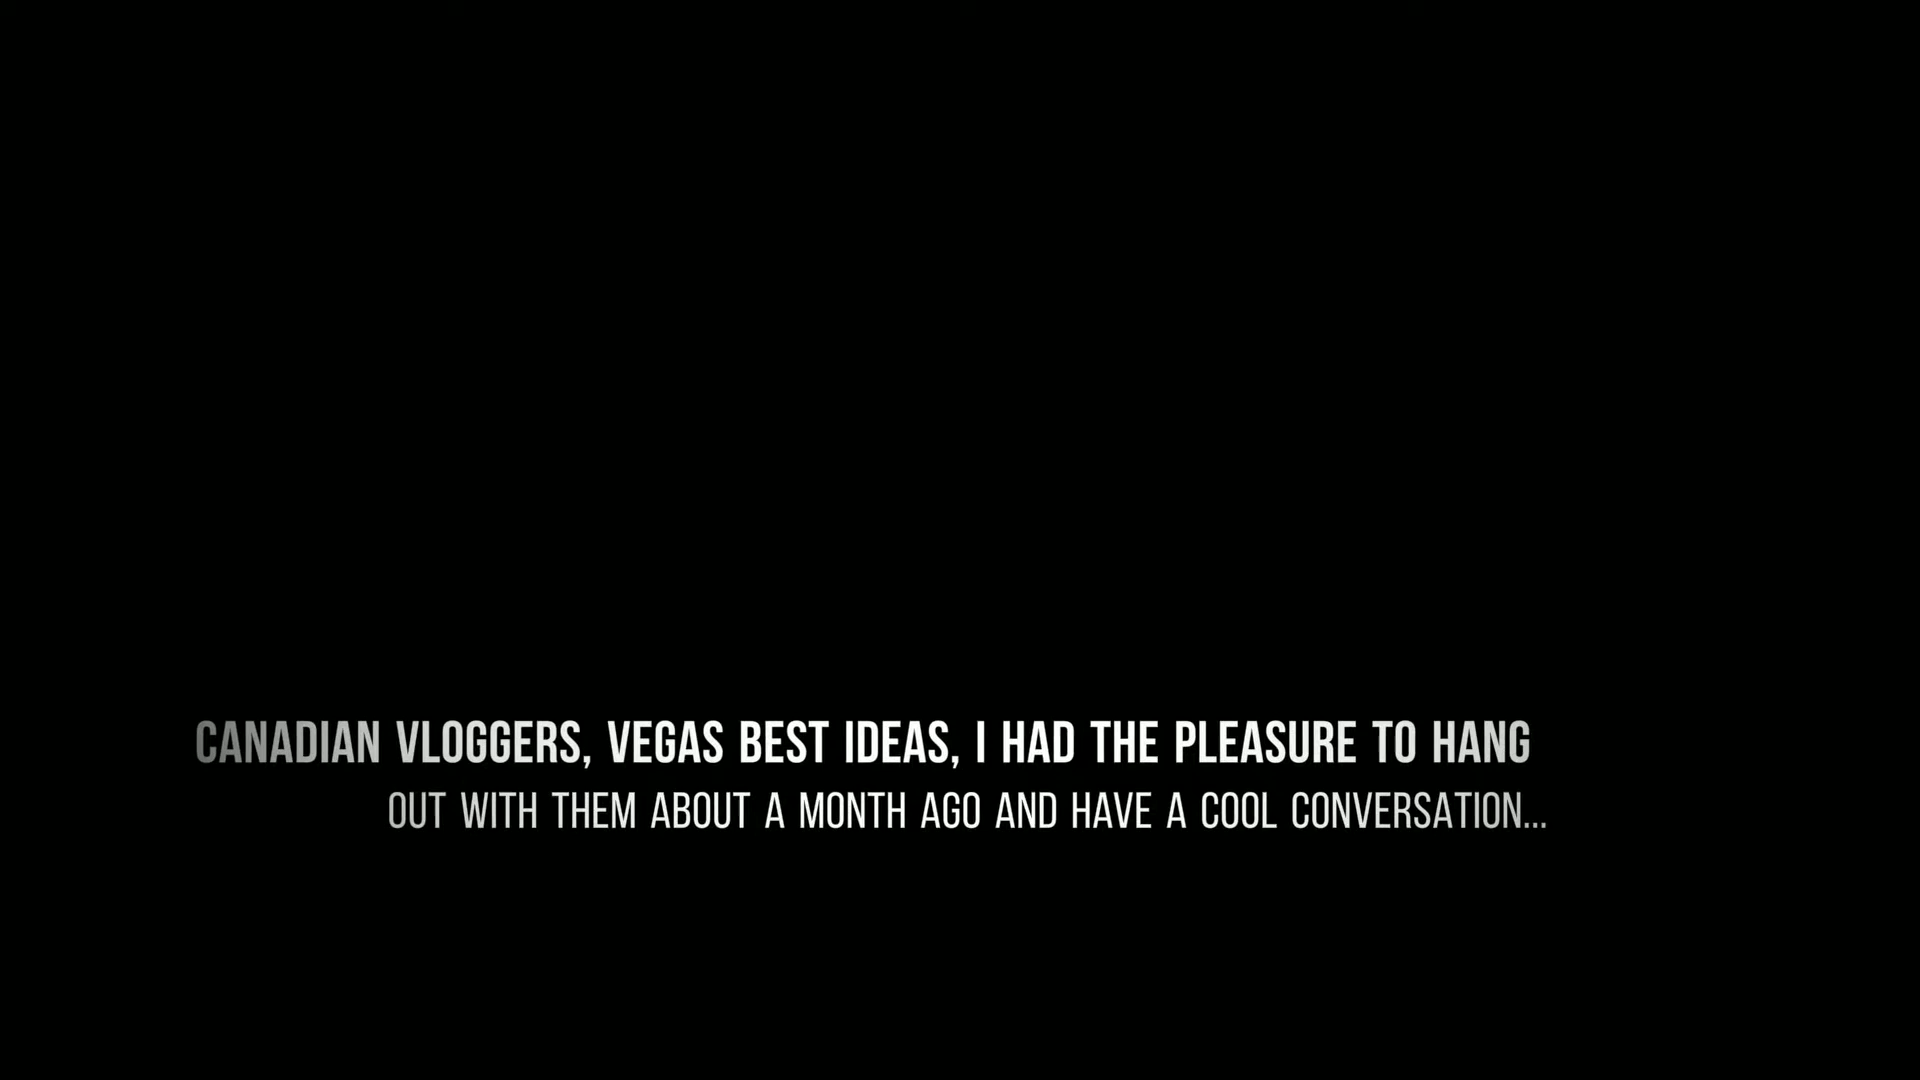 CANADIAN VLOGGERS, VEGAS BEST IDEAS, I HAD THE PLEASURE TO HANG
OUT WITH THEM ABOUT A MONTH AGO AND HAVE A COOL CONVERSATION...